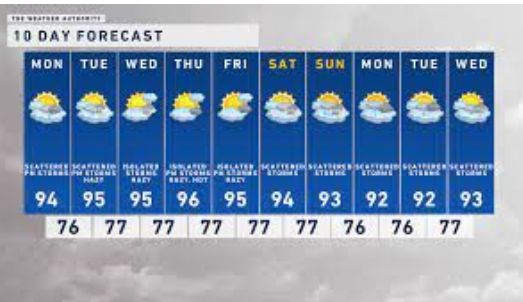 THE WEATHER AUTHORITY
10 DAY FORECAST
MON TUE WED THU FRI SAT SUN MON TUE WED
SCATTERED SCATTERED ISOLATED ISOLATED ISOLATED SCATTERED SCATTERED SCATTERED SCATTERED SCATTERED
PM STORMS PM STORMS STORMS PM STORMS PM STORMS STORMS STORMS STORMS STORMS STORMS
HAZY HAZY HAZY, HOT HAZY
94 95 95 96 95 94 93 92 92 93
76 77 77 77 77 77 76 76 77